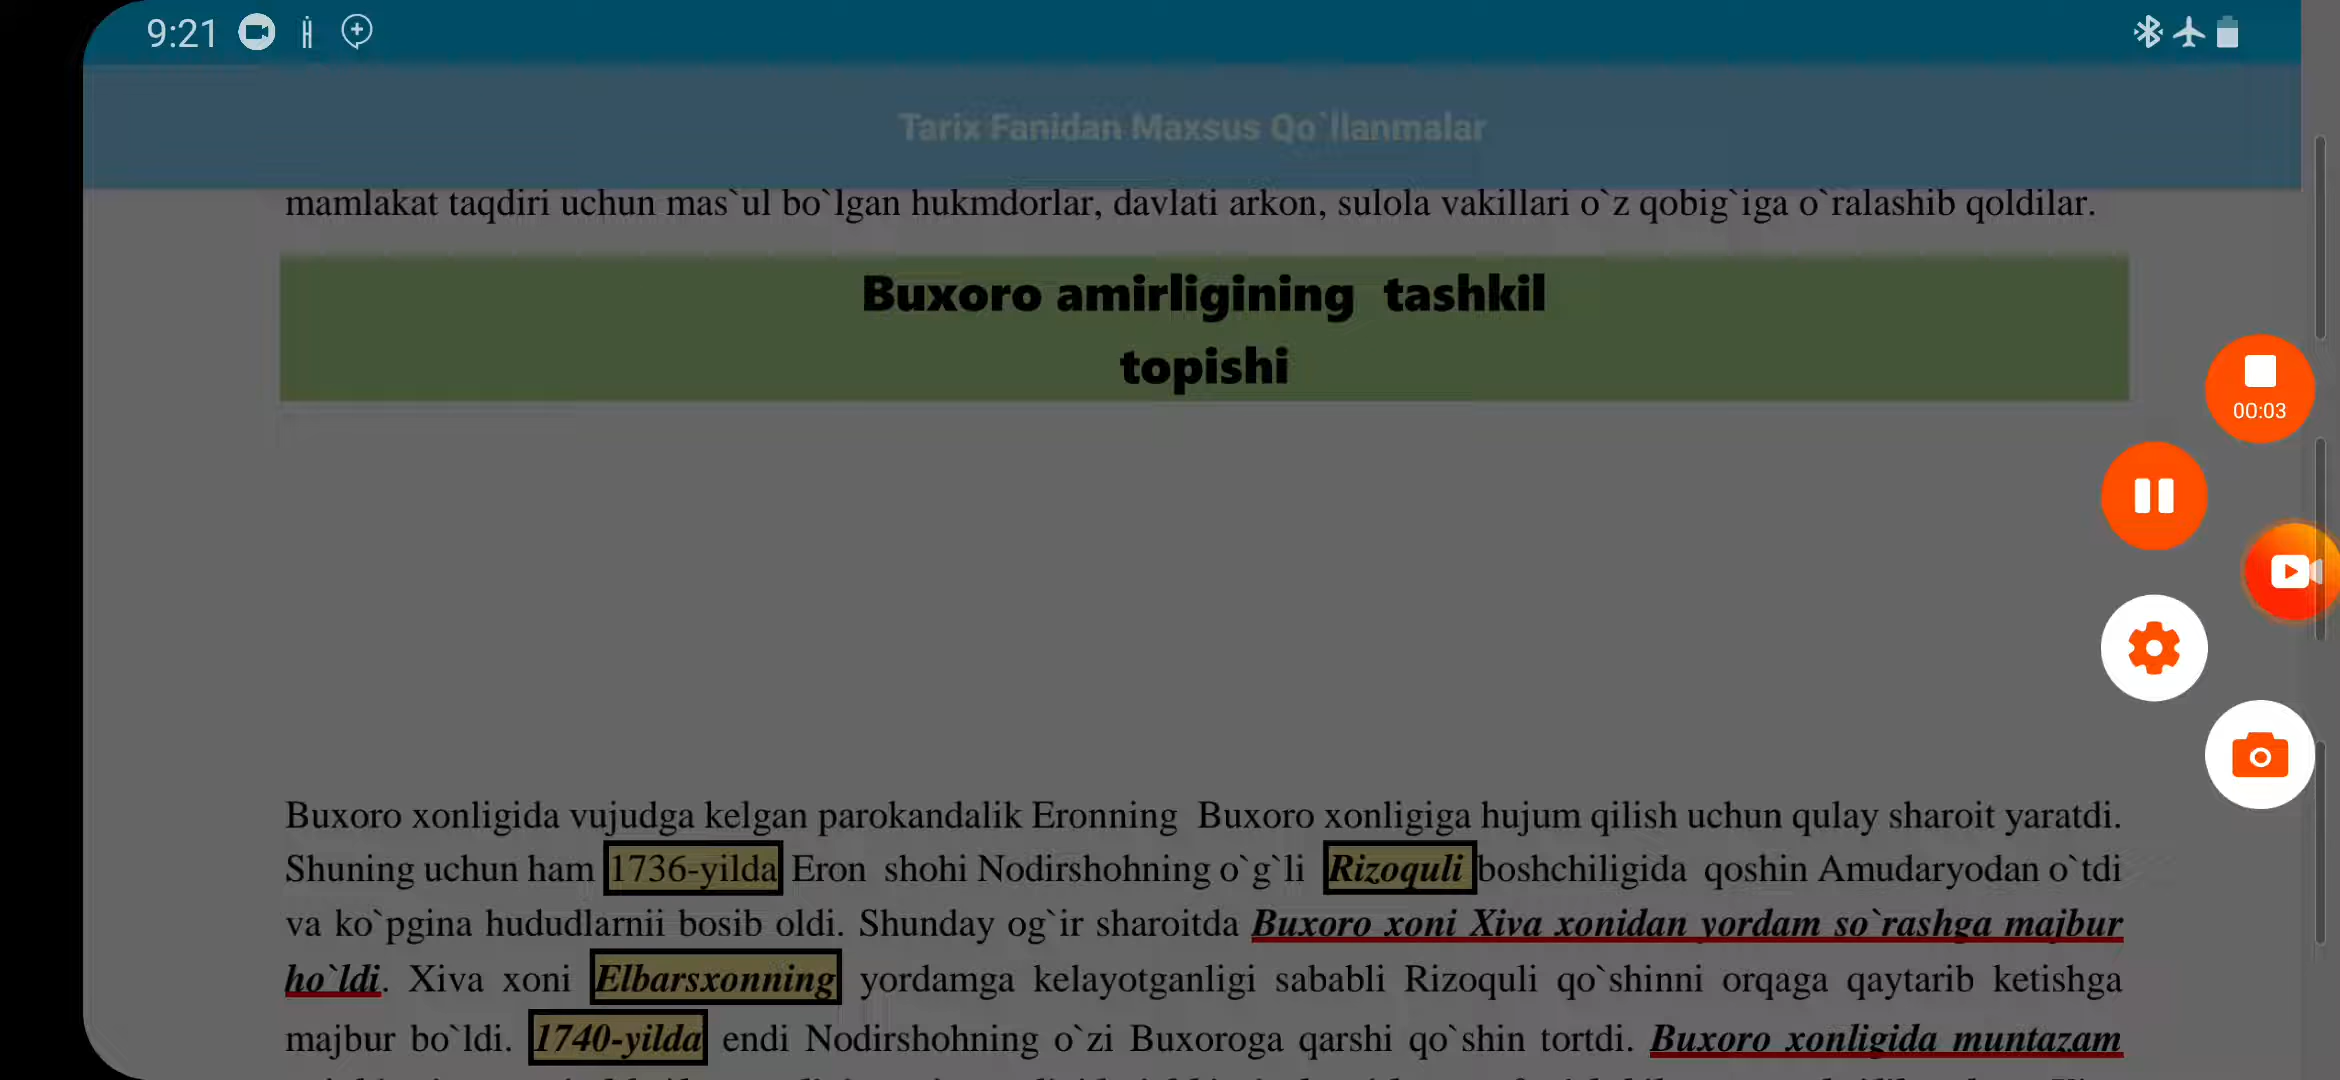 9:21
Tarix Fanidan Maxsus Qo`llanmalar
mamlakat taqdiri uchun mas`ul bo`lgan hukmdorlar, davlati arkon, sulola vakillari o`z qobig`iga o`ralashib qoldilar.
Buxoro amirligining tashkil
topishi
00:03
Buxoro xonligida vujudga kelgan parokandalik Eronning Buxoro xonligiga hujum qilish uchun qulay sharoit yaratdi.
Shuning uchun ham 1736-yilda Eron shohi Nodirshohning o`g`li Rizoquli boshchiligida qoshin Amudaryodan o`tdi
va ko`pgina hududlarnii bosib oldi. Shunday og`ir sharoitda Buxoro xoni Xiva xonidan yordam so`rashga majbur
bo`ldi. Xiva xoni Elbarsxonning yordamga kelayotganligi sababli Rizoquli qo`shinni orqaga qaytarib ketishga
majbur bo`ldi. 1740-yilda endi Nodirshohning o`zi Buxoroga qarshi qo`shin tortdi. Buxoro xonligida muntazam